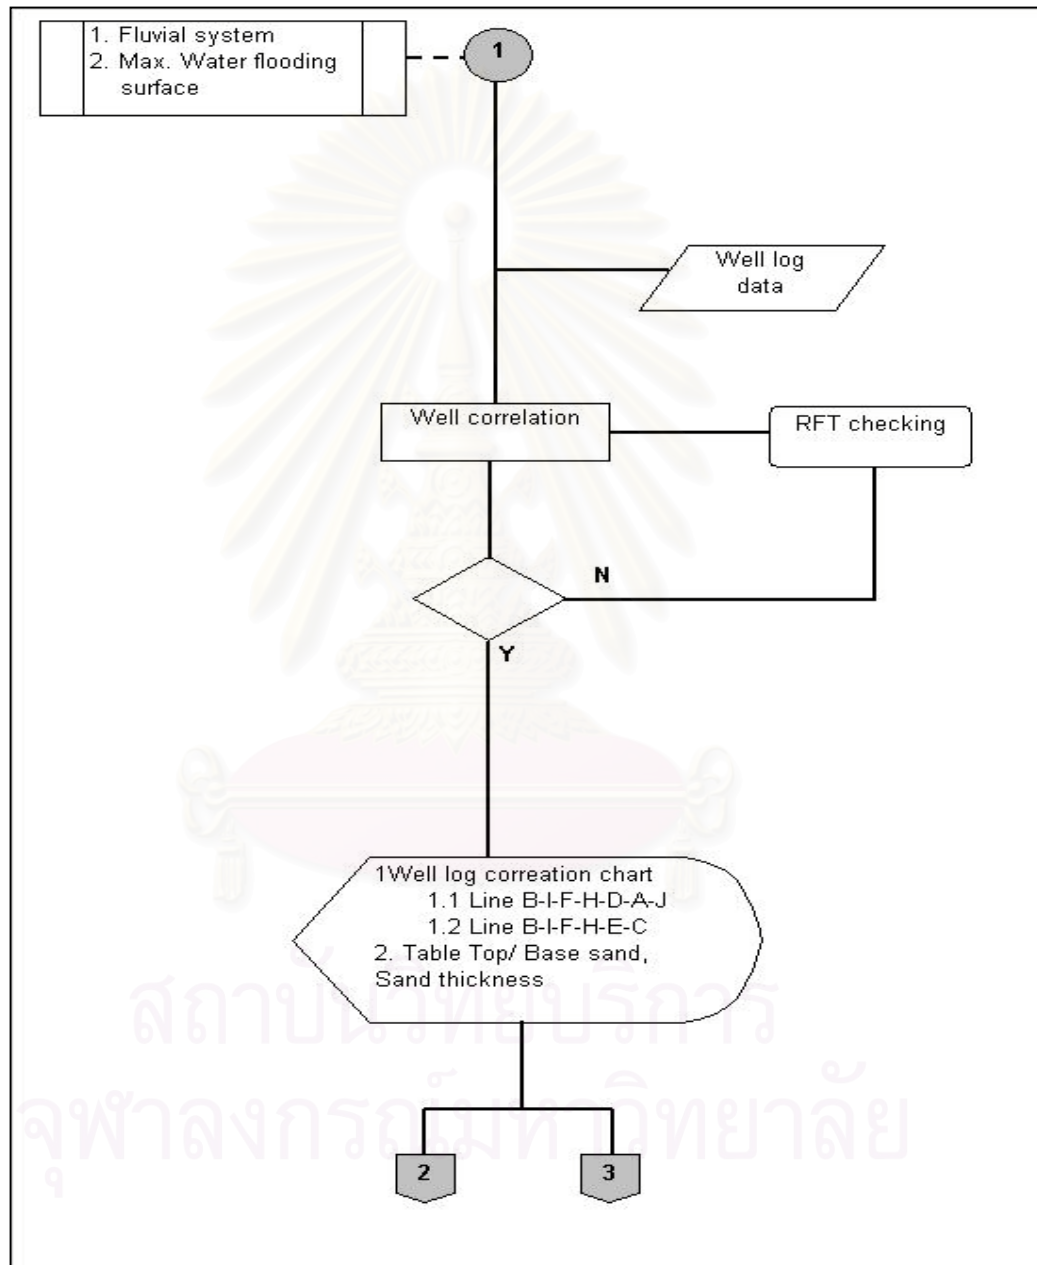 1. Fluvial system
2. Max. Water flooding
surface
1
Well log
data
Well correlation
RFT checking
N
Y
1Well log correation chart
1.1 Line B-I-F-H-D-A-J
1.2 Line B-I-F-H-E-C
2. Table Top/ Base sand,
Sand thickness
สถาบันวิทยบริการ
จุฬาลงกรณ์มหาวิทยาลัย
2
3